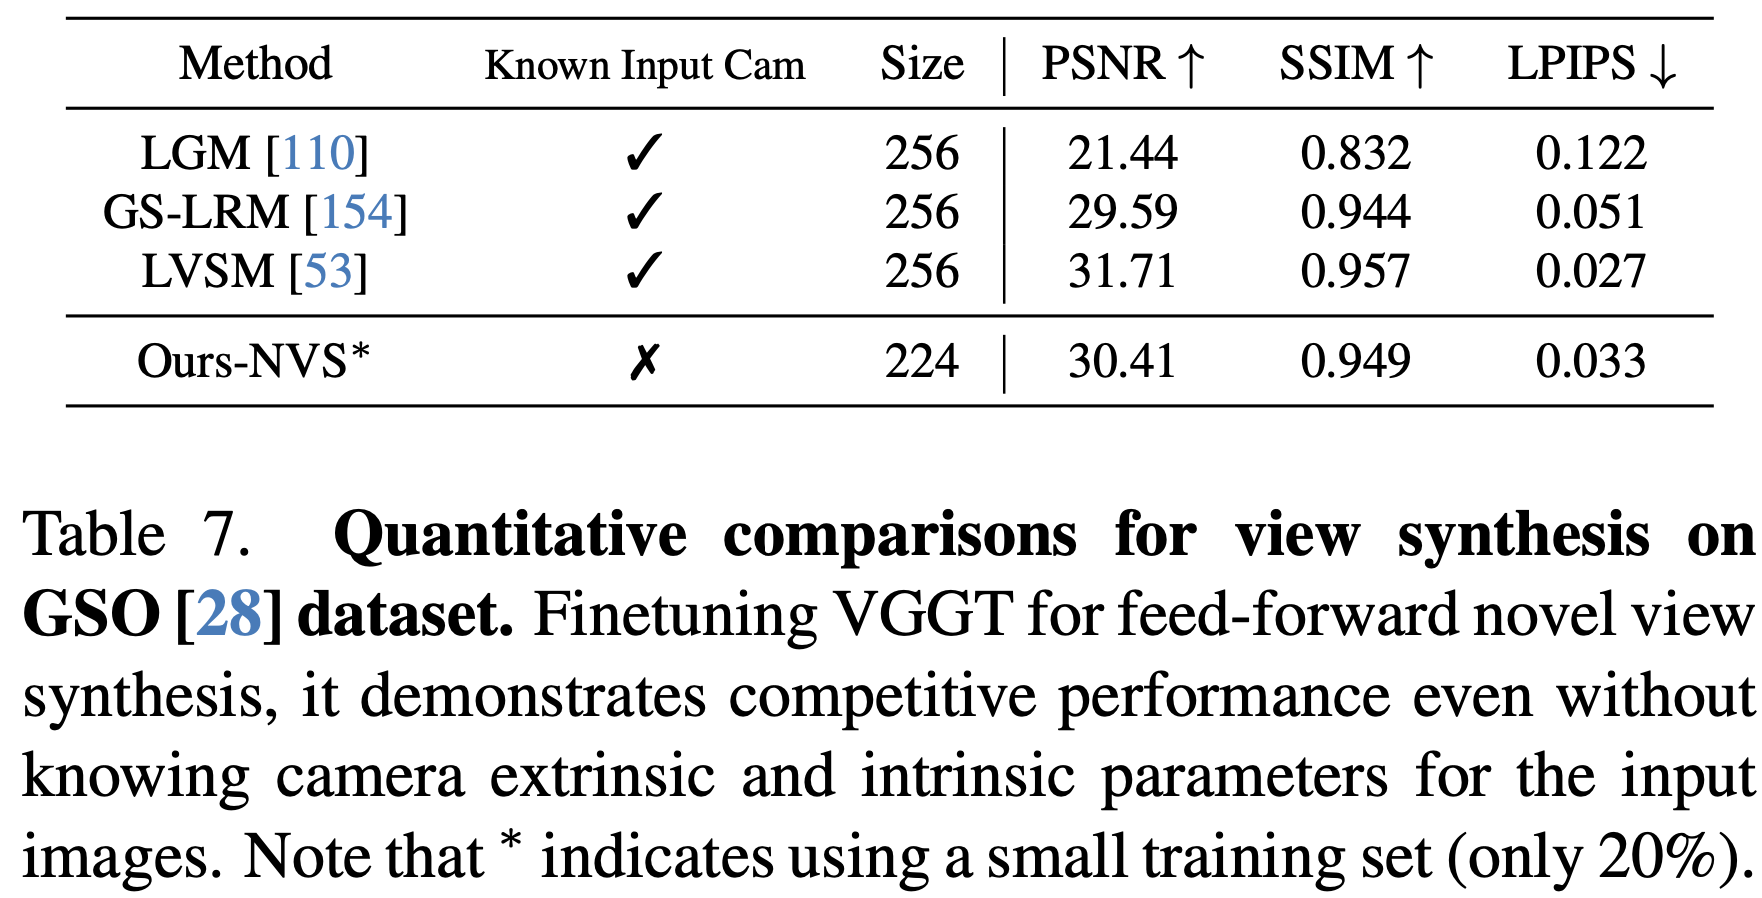 Method Known Input Cam Size PSNR ↑ SSIM ↑ LPIPS ↓
LGM [110] ✓ 256 21.44 0.832 0.122
GS-LRM [154] ✓ 256 29.59 0.944 0.051
LVSM [53] ✓ 256 31.71 0.957 0.027
Ours-NVS* ✗ 224 30.41 0.949 0.033
Table 7. Quantitative comparisons for view synthesis on
GSO [28] dataset. Finetuning VGGT for feed-forward novel view
synthesis, it demonstrates competitive performance even without
knowing camera extrinsic and intrinsic parameters for the input
images. Note that * indicates using a small training set (only 20%).